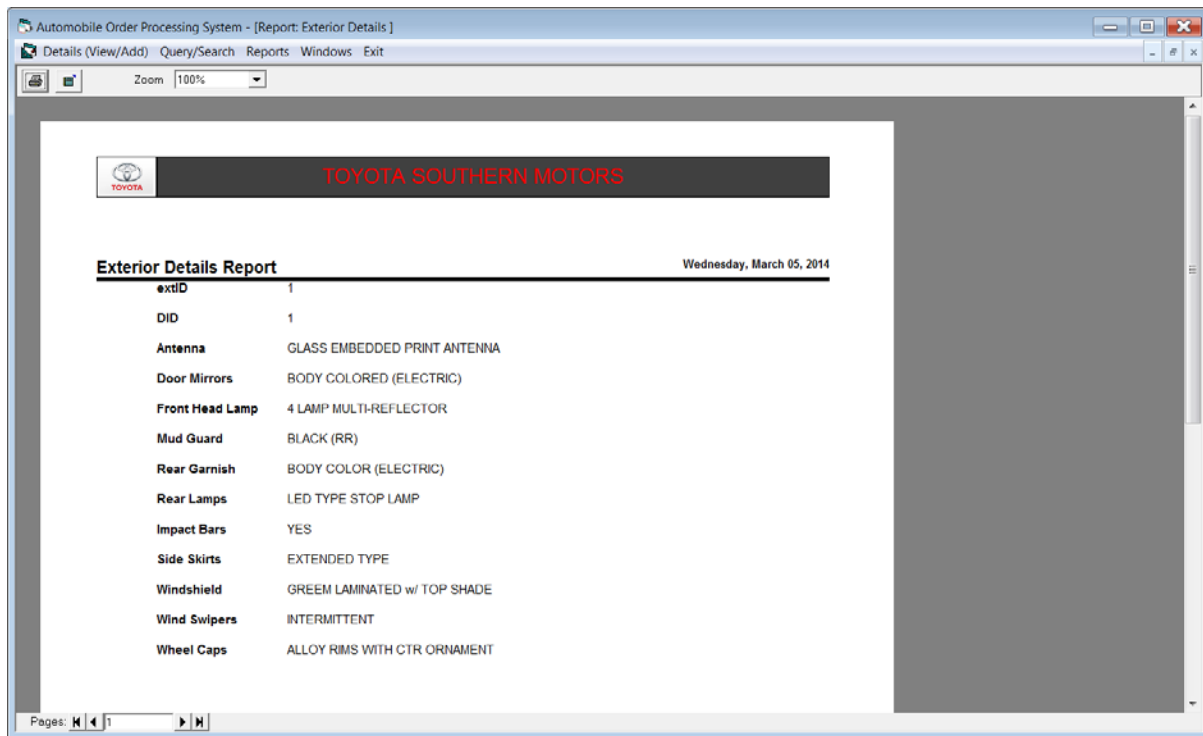 Automobile Order Processing System - [Report: Exterior Details ]
Details (View/Add) Query/Search Reports Windows Exit
Zoom 100%
TOYOTA
TOYOTA SOUTHERN MOTORS
Exterior Details Report Wednesday, March 05, 2014
extID 1
DID 1
Antenna GLASS EMBEDDED PRINT ANTENNA
Door Mirrors BODY COLORED (ELECTRIC)
Front Head Lamp 4 LAMP MULTI-REFLECTOR
Mud Guard BLACK (RR)
Rear Garnish BODY COLOR (ELECTRIC)
Rear Lamps LED TYPE STOP LAMP
Impact Bars YES
Side Skirts EXTENDED TYPE
Windshield GREEM LAMINATED w/ TOP SHADE
Wind Swipers INTERMITTENT
Wheel Caps ALLOY RIMS WITH CTR ORNAMENT
Pages: 1